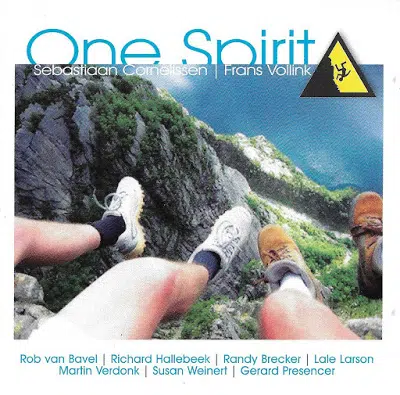 One Spirit
Sebastiaan Cornelissen | Frans Vollink
Rob van Bavel | Richard Hallebeek | Randy Brecker | Lale Larson
Martin Verdonk | Susan Weinert | Gerard Presencer